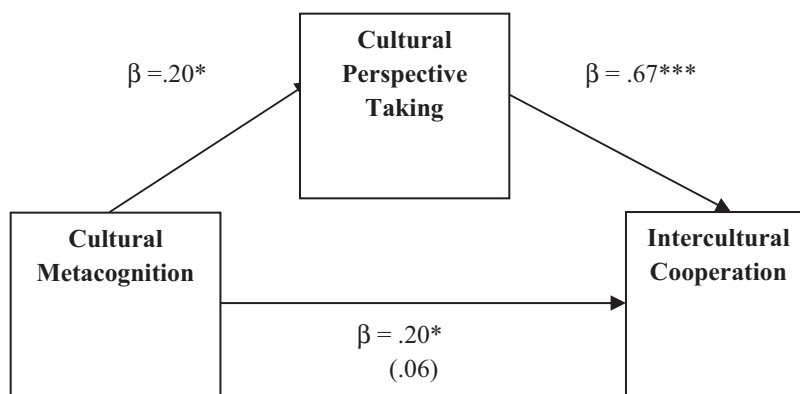 Cultural
Perspective
Taking
β =.20*
β = .67***
Cultural
Metacognition
Intercultural
Cooperation
β = .20*
(.06)